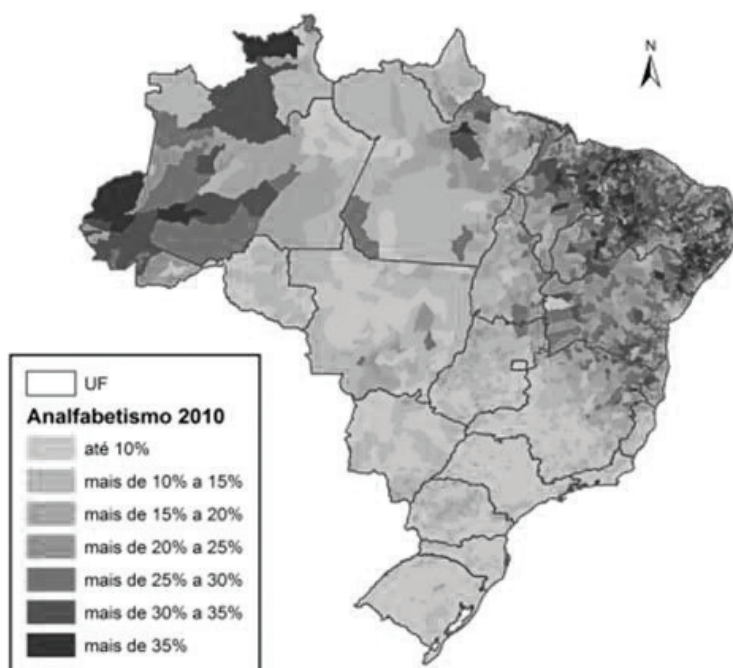 N
UF
Analfabetismo 2010
até 10%
mais de 10% a 15%
mais de 15% a 20%
mais de 20% a 25%
mais de 25% a 30%
mais de 30% a 35%
mais de 35%